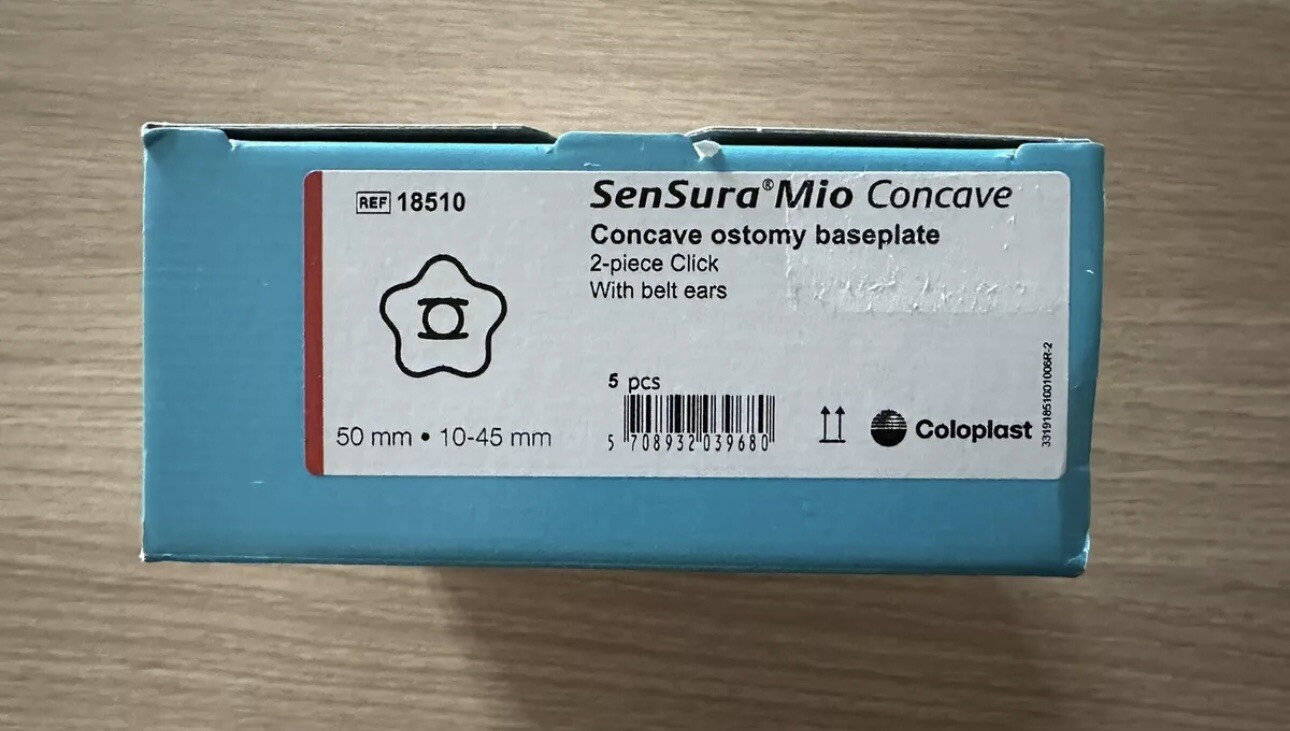 REF 18510
SenSura® Mio Concave
Concave ostomy baseplate
2-piece Click
With belt ears
5 pcs
50 mm • 10-45 mm
5 708932 039680
Coloplast
33191851001006R-2